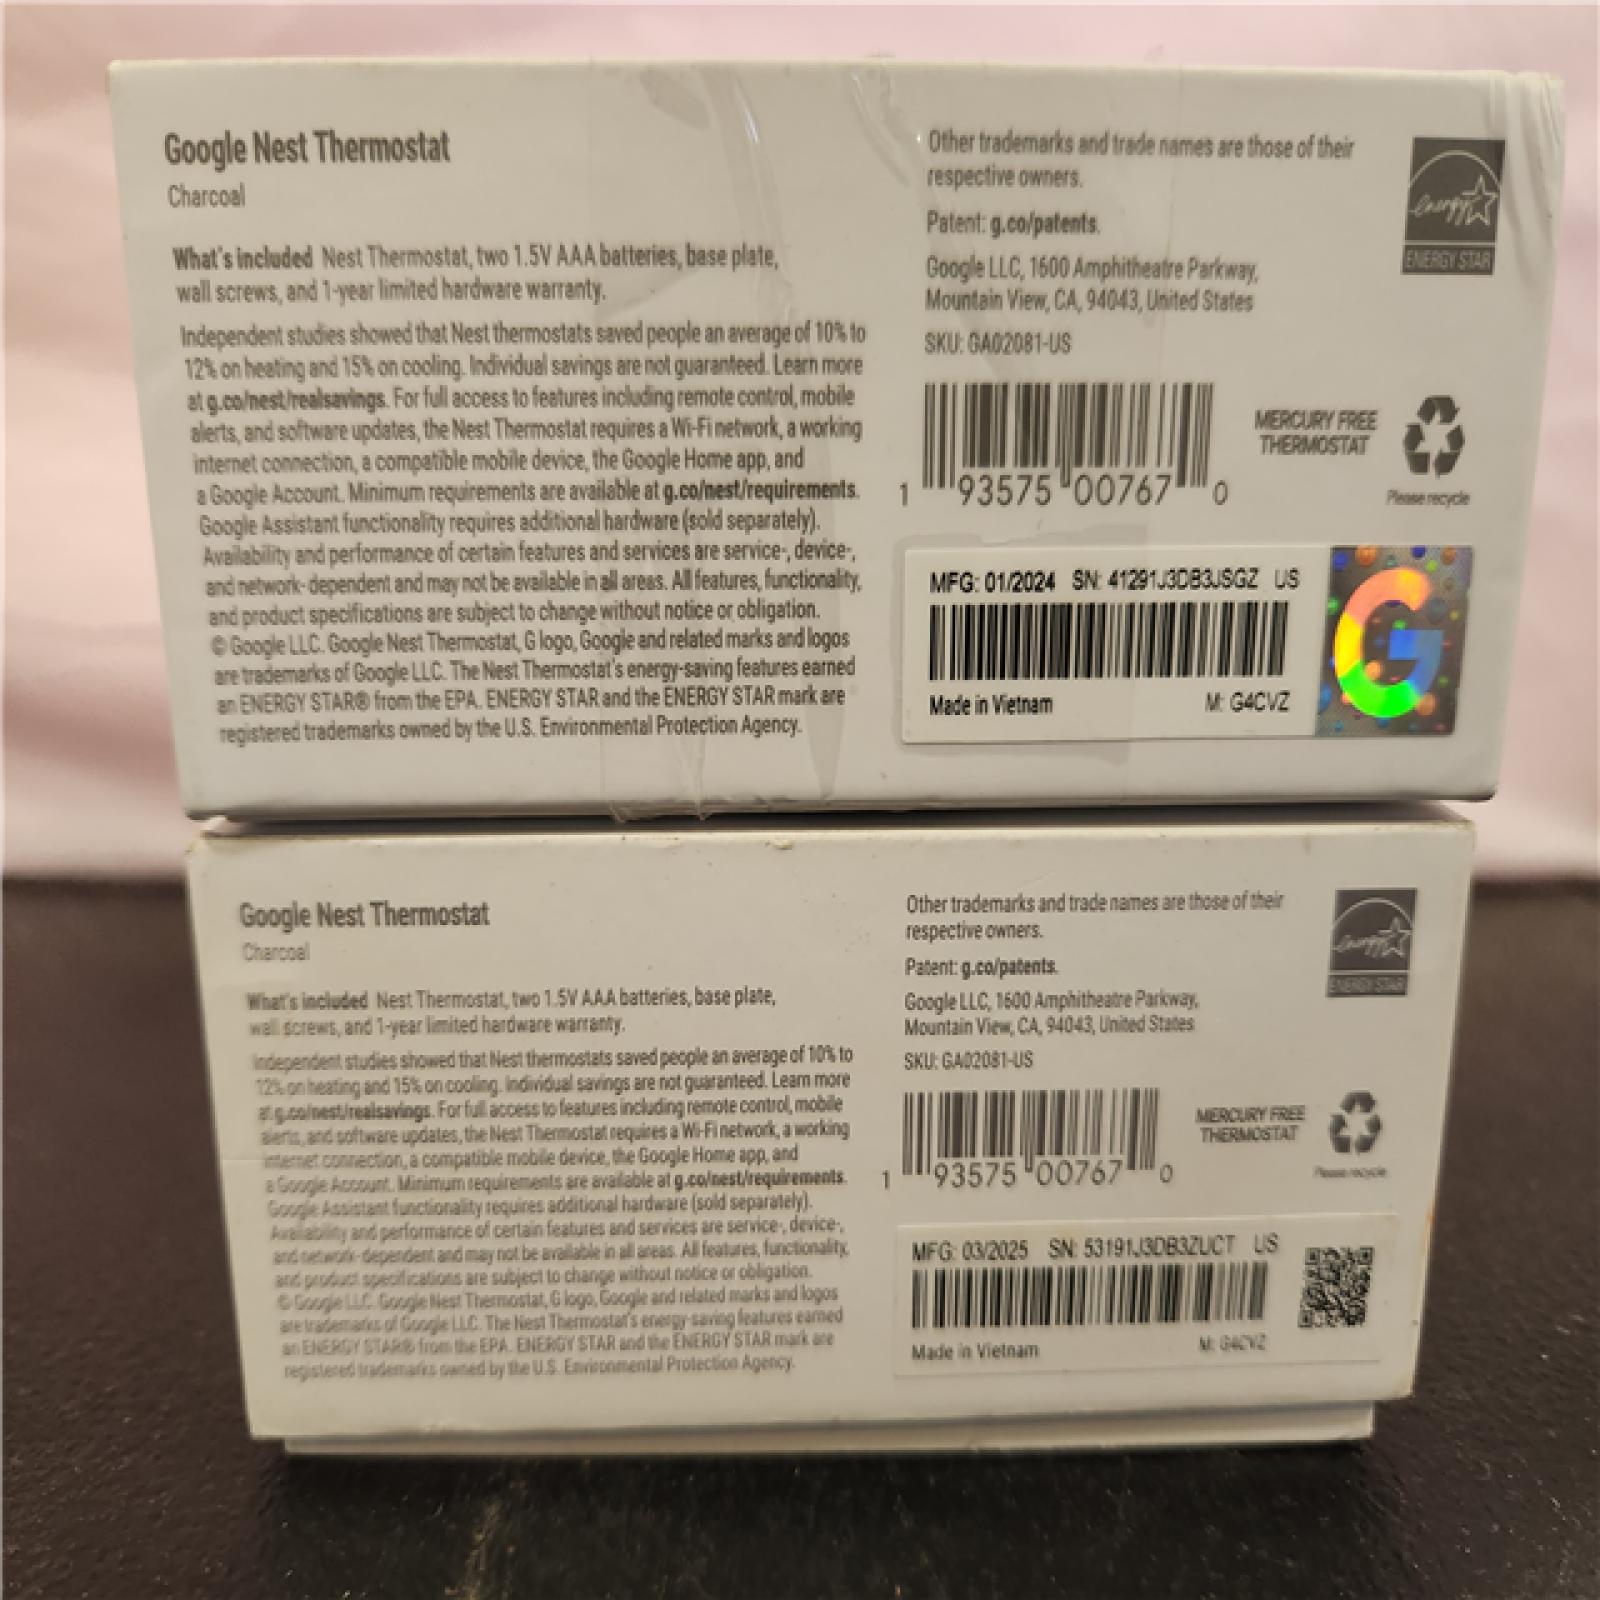 Google Nest Thermostat
Charcoal
What's included Nest Thermostat, two 1.5V AAA batteries, base plate,
wall screws, and 1-year limited hardware warranty.
Independent studies showed that Nest thermostats saved people an average of 10% to
12% on heating and 15% on cooling. Individual savings are not guaranteed. Learn more
at g.co/nest/realsavings. For full access to features including remote control, mobile
alerts, and software updates, the Nest Thermostat requires a Wi-Fi network, a working
internet connection, a compatible mobile device, the Google Home app, and
a Google Account. Minimum requirements are available at g.co/nest/requirements.
Google Assistant functionality requires additional hardware (sold separately).
Availability and performance of certain features and services are service-, device-,
and network-dependent and may not be available in all areas. All features, functionality,
and product specifications are subject to change without notice or obligation.
© Google LLC. Google Nest Thermostat, G logo, Google and related marks and logos
are trademarks of Google LLC. The Nest Thermostat's energy-saving features earned
an ENERGY STAR® from the EPA. ENERGY STAR and the ENERGY STAR mark are
registered trademarks owned by the U.S. Environmental Protection Agency.
Other trademarks and trade names are those of their
respective owners.
Patent: g.co/patents.
Google LLC, 1600 Amphitheatre Parkway,
Mountain View, CA, 94043, United States
SKU: GA02081-US
energy
ENERGY STAR
1 93575 00767 0
MERCURY FREE
THERMOSTAT
Please recycle
MFG: 01/2024 SN: 41291J3DB3JSGZ US
Made in Vietnam M: G4CVZ
G
Google Nest Thermostat
Charcoal
What's included Nest Thermostat, two 1.5V AAA batteries, base plate,
wall screws, and 1-year limited hardware warranty.
Independent studies showed that Nest thermostats saved people an average of 10% to
12% on heating and 15% on cooling. Individual savings are not guaranteed. Learn more
at g.co/nest/realsavings. For full access to features including remote control, mobile
alerts, and software updates, the Nest Thermostat requires a Wi-Fi network, a working
internet connection, a compatible mobile device, the Google Home app, and
a Google Account. Minimum requirements are available at g.co/nest/requirements.
Google Assistant functionality requires additional hardware (sold separately).
Availability and performance of certain features and services are service-, device-,
and network-dependent and may not be available in all areas. All features, functionality,
and product specifications are subject to change without notice or obligation.
© Google LLC. Google Nest Thermostat, G logo, Google and related marks and logos
are trademarks of Google LLC. The Nest Thermostat's energy-saving features earned
an ENERGY STAR® from the EPA. ENERGY STAR and the ENERGY STAR mark are
registered trademarks owned by the U.S. Environmental Protection Agency.
Other trademarks and trade names are those of their
respective owners.
Patent: g.co/patents.
Google LLC, 1600 Amphitheatre Parkway,
Mountain View, CA, 94043, United States
SKU: GA02081-US
energy
ENERGY STAR
1 93575 00767 0
MERCURY FREE
THERMOSTAT
Please recycle
MFG: 03/2025 SN: 53191J3DB3ZUCT US
Made in Vietnam M: G4CVZ